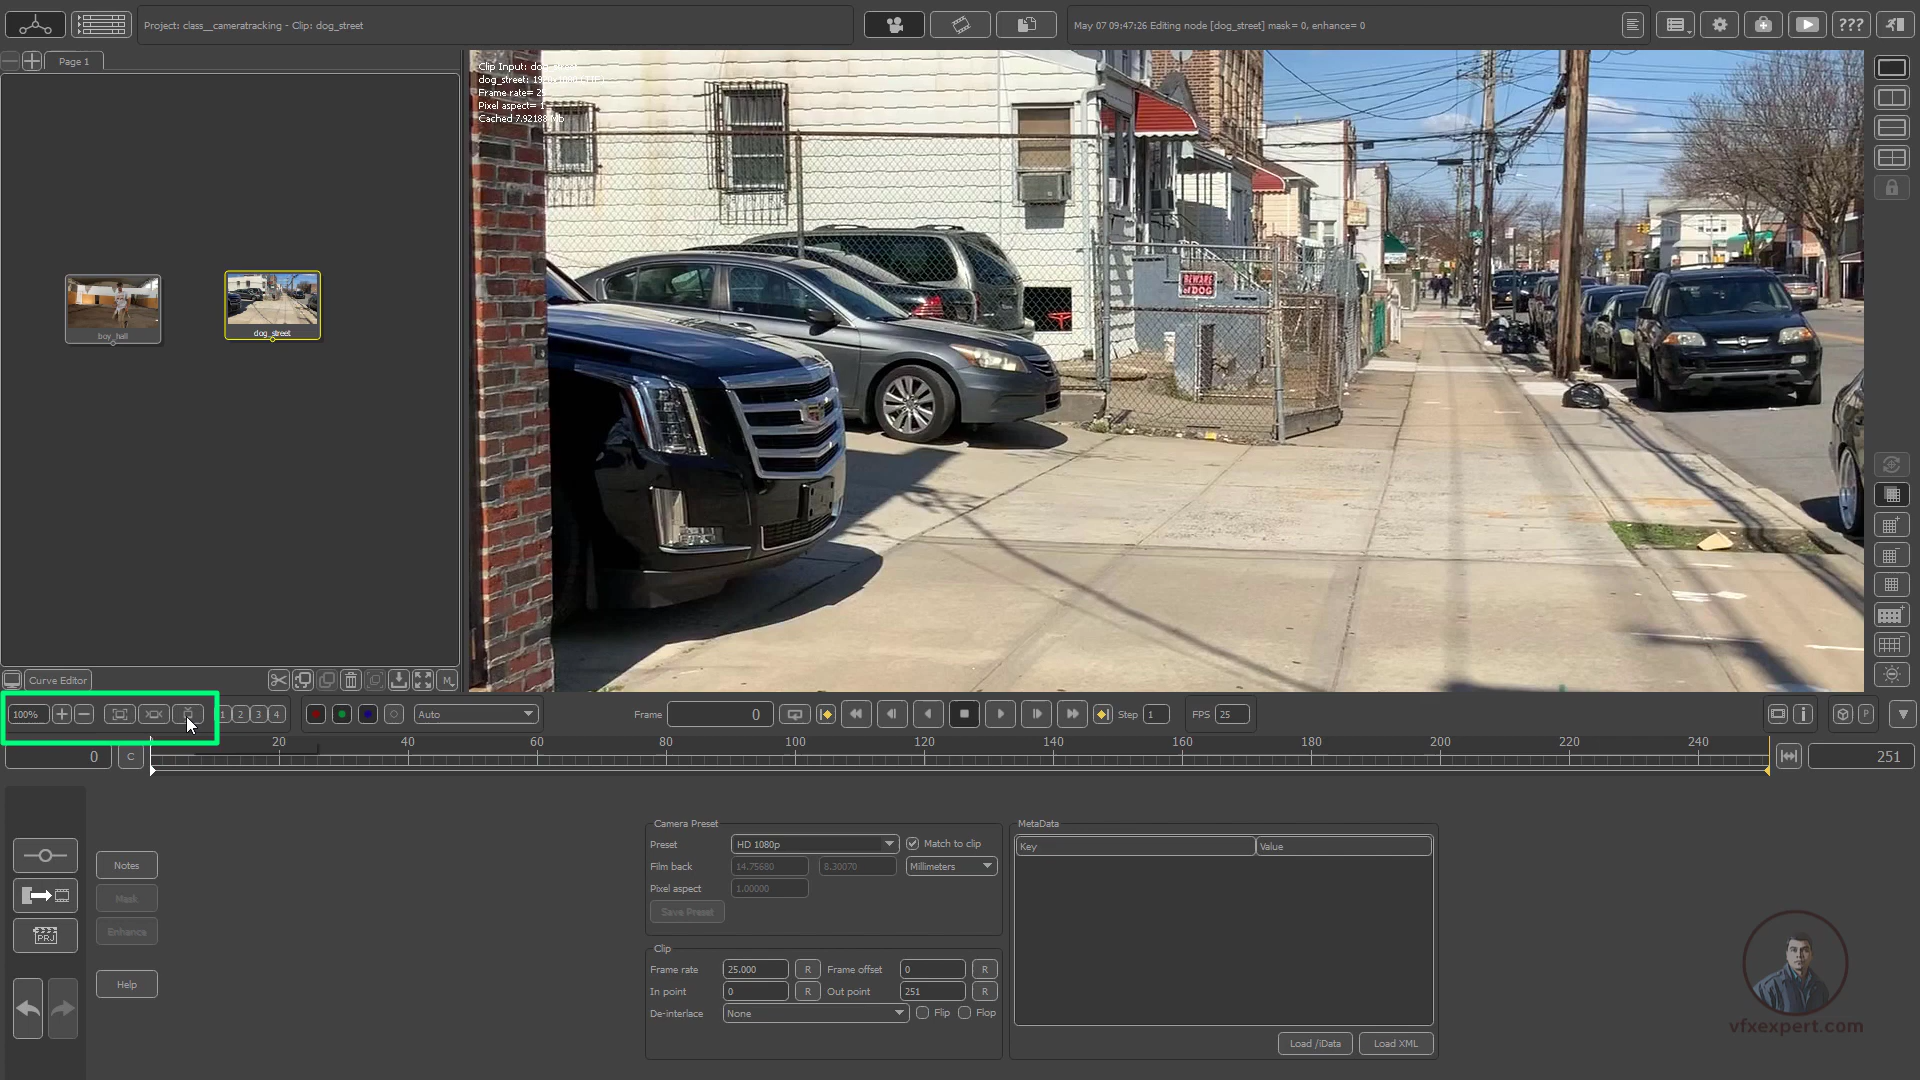 Project: class__cameratracking - Clip: dog_street
May 07 09:47:26 Editing node [dog_street] mask= 0, enhance= 0
???
Page 1
Clip Input:
dog_street:
Frame rate=
Pixel aspect= 1
Cached 7.92188 Mb
BEWARE
of DOG
boy_hall
dog_street
Curve Editor
M
100%
1 2 3 4
Auto
Frame 0
Step 1
FPS 25
P
0
C
20 40 60 80 100 120 140 160 180 200 220 240
251
PRJ
Notes
Mask
Enhance
Help
Camera Preset
Preset HD 1080p Match to clip
Film back 14.75680 8.30070 Millimeters
Pixel aspect 1.00000
Save Preset
Clip
Frame rate 25.000 R Frame offset 0 R
In point 0 R Out point 251 R
De-interlace None Flip Flop
MetaData
Key Value
Load /iData Load XML
vfxexpert.com